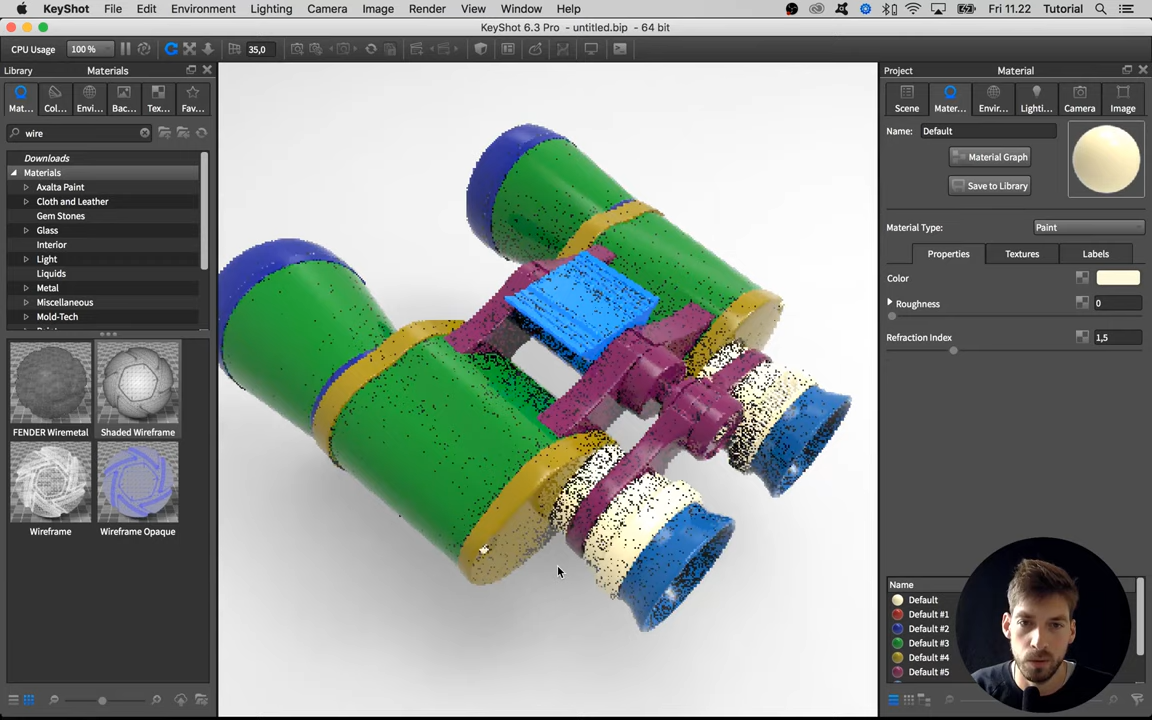 KeyShot File Edit Environment Lighting Camera Image Render View Window Help Fri 11.22 Tutorial
KeyShot 6.3 Pro - untitled.bip - 64 bit
CPU Usage 100 % 35,0
Library Materials
Mat... Col... Envi... Bac... Tex... Fav...
wire
Downloads
Materials
Axalta Paint
Cloth and Leather
Gem Stones
Glass
Interior
Light
Liquids
Metal
Miscellaneous
Mold-Tech
FENDER Wiremetal Shaded Wireframe
Wireframe Wireframe Opaque
Project Material
Scene Mater... Envir... Lighti... Camera Image
Name: Default
Material Graph
Save to Library
Material Type: Paint
Properties Textures Labels
Color
Roughness 0
Refraction Index 1,5
Name
Default
Default #1
Default #2
Default #3
Default #4
Default #5